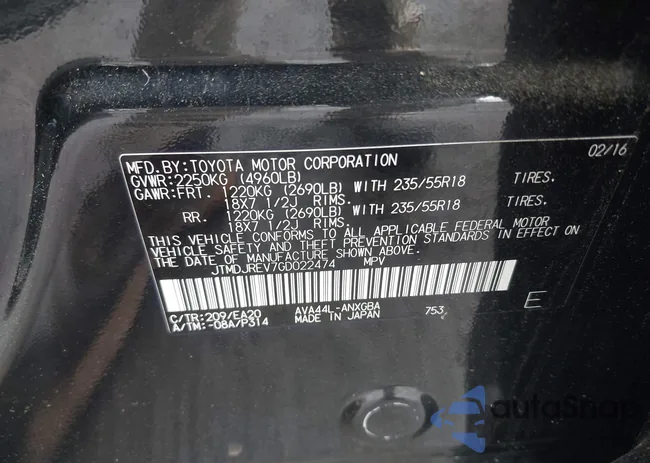 MFD.BY:TOYOTA MOTOR CORPORATION 02/16
GVWR:2250KG (4960LB)
GAWR:FRT. 1220KG (2690LB) WITH 235/55R18 TIRES.
18X7 1/2J RIMS.
RR. 1220KG (2690LB) WITH 235/55R18 TIRES.
18X7 1/2J RIMS.
THIS VEHICLE CONFORMS TO ALL APPLICABLE FEDERAL MOTOR
VEHICLE SAFETY AND THEFT PREVENTION STANDARDS IN EFFECT ON
THE DATE OF MANUFACTURE SHOWN ABOVE.
JTMDJREV7GD022474 MPV
E
C/TR:209/EA20 AVA44L-ANXGBA 753
A/TM:-08A/P314 MADE IN JAPAN
autoSnap